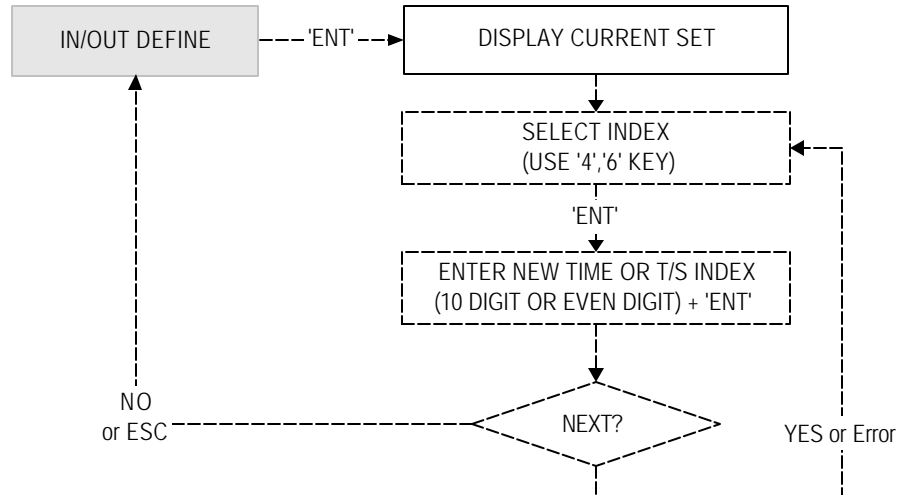 IN/OUT DEFINE
'ENT'
DISPLAY CURRENT SET
SELECT INDEX
(USE '4','6' KEY)
'ENT'
ENTER NEW TIME OR T/S INDEX
(10 DIGIT OR EVEN DIGIT) + 'ENT'
NO
or ESC
NEXT?
YES or Error